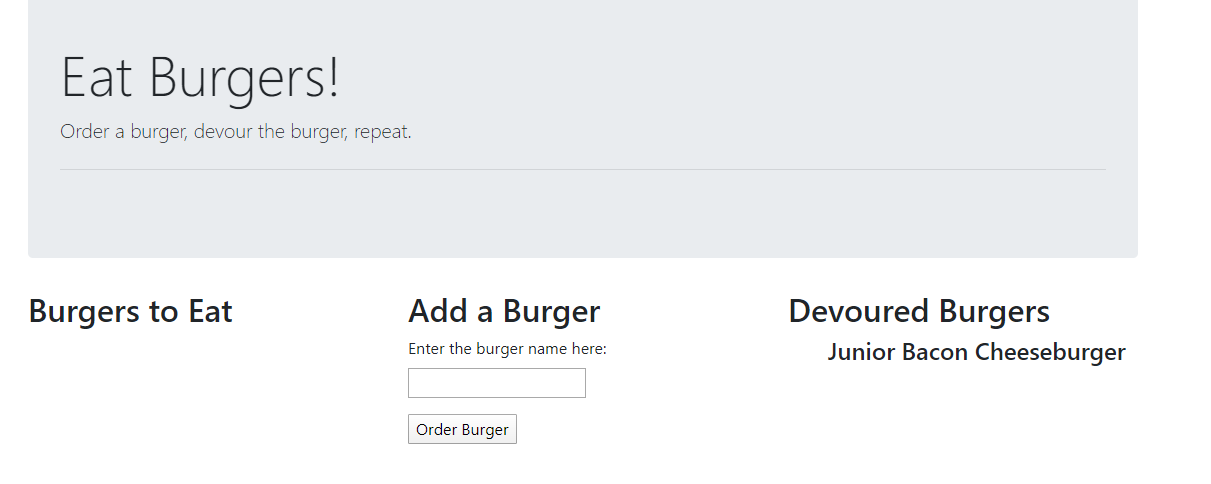 Eat Burgers!
Order a burger, devour the burger, repeat.
Burgers to Eat
Add a Burger
Enter the burger name here:
Order Burger
Devoured Burgers
Junior Bacon Cheeseburger